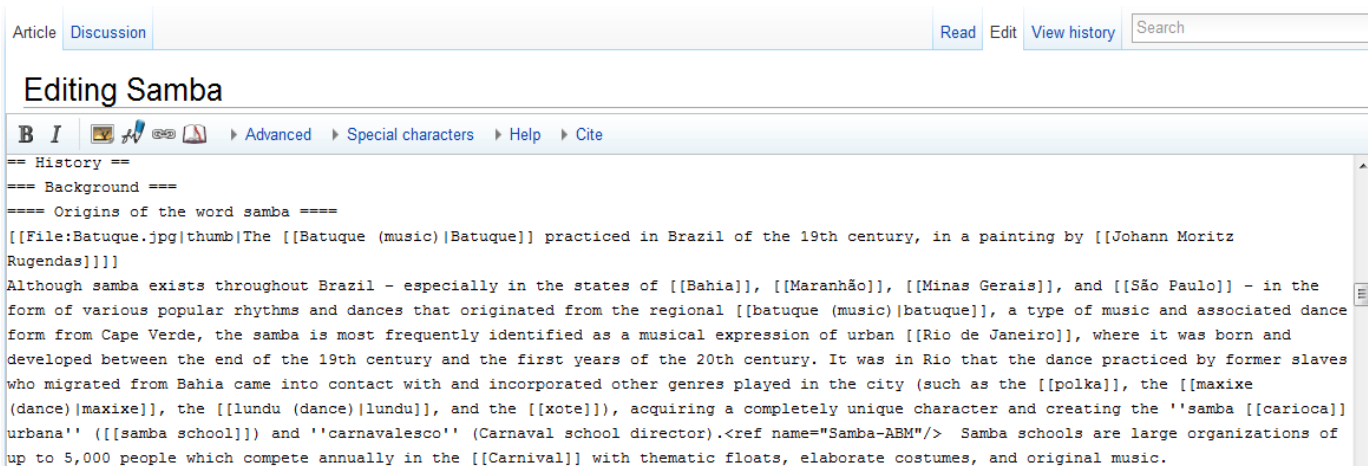 Article Discussion Read Edit View history Search
Editing Samba
B I Advanced Special characters Help Cite
== History ==
=== Background ===
==== Origins of the word samba ====
[[File:Batuque.jpg|thumb|The [[Batuque (music)|Batuque]] practiced in Brazil of the 19th century, in a painting by [[Johann Moritz
Rugendas]]]]
Although samba exists throughout Brazil – especially in the states of [[Bahia]], [[Maranhão]], [[Minas Gerais]], and [[São Paulo]] – in the
form of various popular rhythms and dances that originated from the regional [[batuque (music)|batuque]], a type of music and associated dance
form from Cape Verde, the samba is most frequently identified as a musical expression of urban [[Rio de Janeiro]], where it was born and
developed between the end of the 19th century and the first years of the 20th century. It was in Rio that the dance practiced by former slaves
who migrated from Bahia came into contact with and incorporated other genres played in the city (such as the [[polka]], the [[maxixe
(dance)|maxixe]], the [[lundu (dance)|lundu]], and the [[xote]]), acquiring a completely unique character and creating the ''samba [[carioca]]
urbana'' ([[samba school]]) and ''carnavalesco'' (Carnaval school director).<ref name="Samba-ABM"/>  Samba schools are large organizations of
up to 5,000 people which compete annually in the [[Carnival]] with thematic floats, elaborate costumes, and original music.